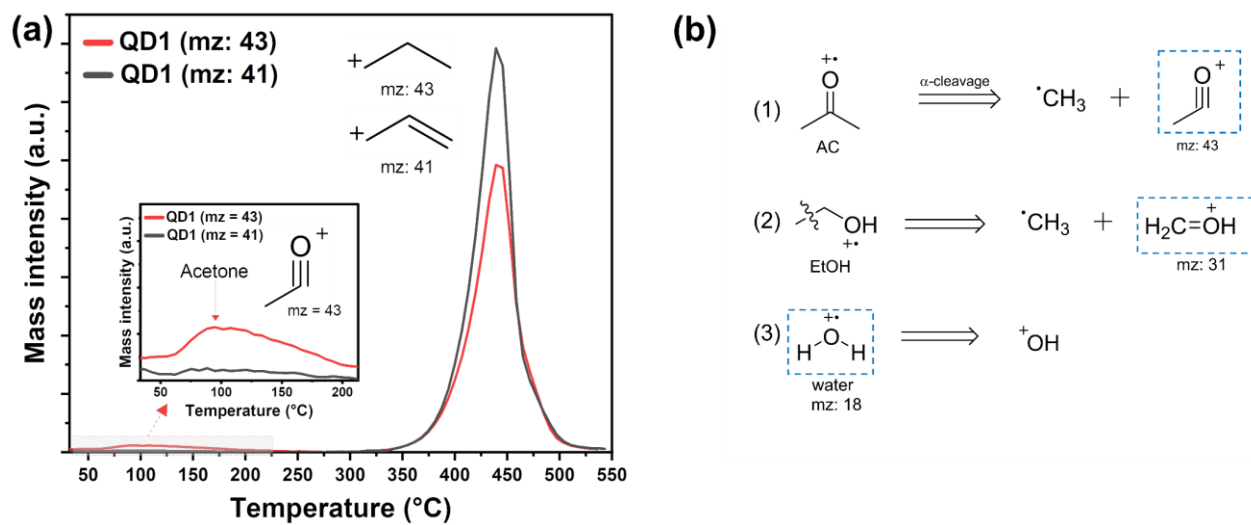 (a)
QD1 (mz: 43)
QD1 (mz: 41)
+
mz: 43
+
mz: 41
Mass intensity (a.u.)
QD1 (mz = 43)
QD1 (mz = 41)
Acetone
O
+
mz = 43
Mass intensity (a.u.)
50 100 150 200
Temperature (°C)
50 100 150 200 250 300 350 400 450 500 550
Temperature (°C)
(b)
(1)
+•
O
AC
α-cleavage
•CH3 +
O+
mz: 43
(2)
OH
+•
EtOH
•CH3 +
H2C=OH
+
mz: 31
(3)
+•
H O H
water
mz: 18
+OH